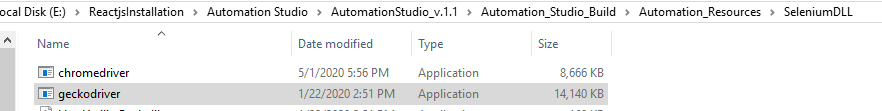 ocal Disk (E:) › ReactjsInstallation › Automation Studio › AutomationStudio_v.1.1 › Automation_Studio_Build › Automation_Resources › SeleniumDLL
Name Date modified Type Size
chromedriver 5/1/2020 5:56 PM Application 8,666 KB
geckodriver 1/22/2020 2:51 PM Application 14,140 KB